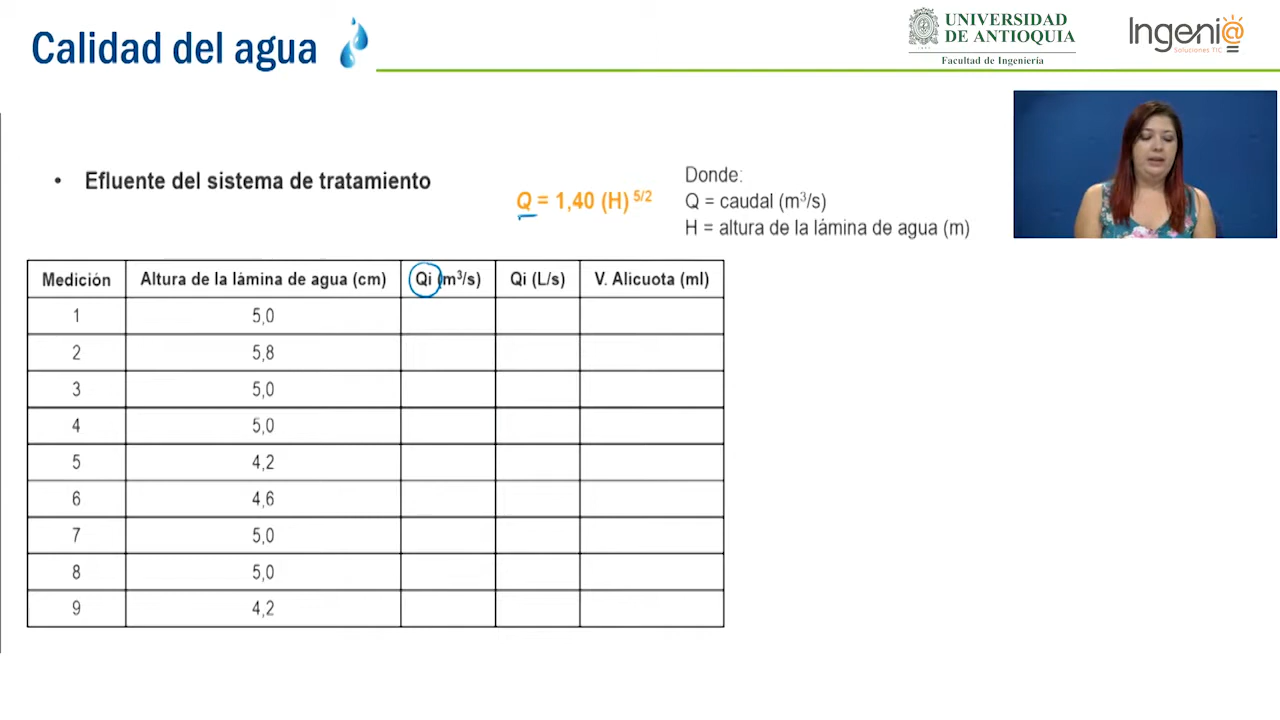 Calidad del agua
UNIVERSIDAD
DE ANTIOQUIA
Facultad de Ingeniería
Ingeni@
Soluciones TIC
• Efluente del sistema de tratamiento
Q = 1,40 (H) 5/2
Donde:
Q = caudal (m³/s)
H = altura de la lámina de agua (m)
Medición Altura de la lámina de agua (cm) Qi (m³/s) Qi (L/s) V. Alicuota (ml)
1 5,0
2 5,8
3 5,0
4 5,0
5 4,2
6 4,6
7 5,0
8 5,0
9 4,2